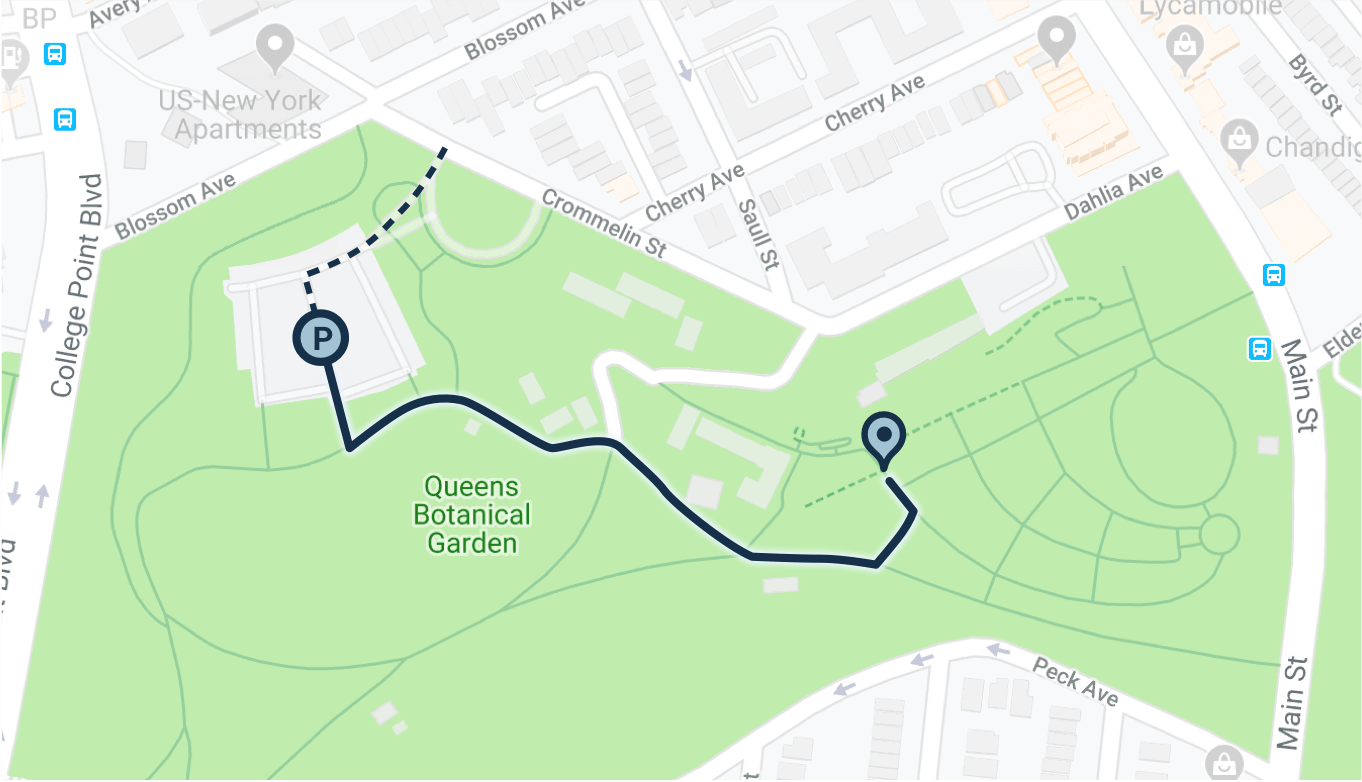 BP
Avery
Blossom Ave
Lycamobile
Byrd St
US-New York
Apartments
Cherry Ave
Chandig
Blossom Ave
College Point Blvd
Crommelin St
Cherry Ave
Saull St
Dahlia Ave
P
Main St
Elde
Queens
Botanical
Garden
Blvd
Peck Ave
Main St